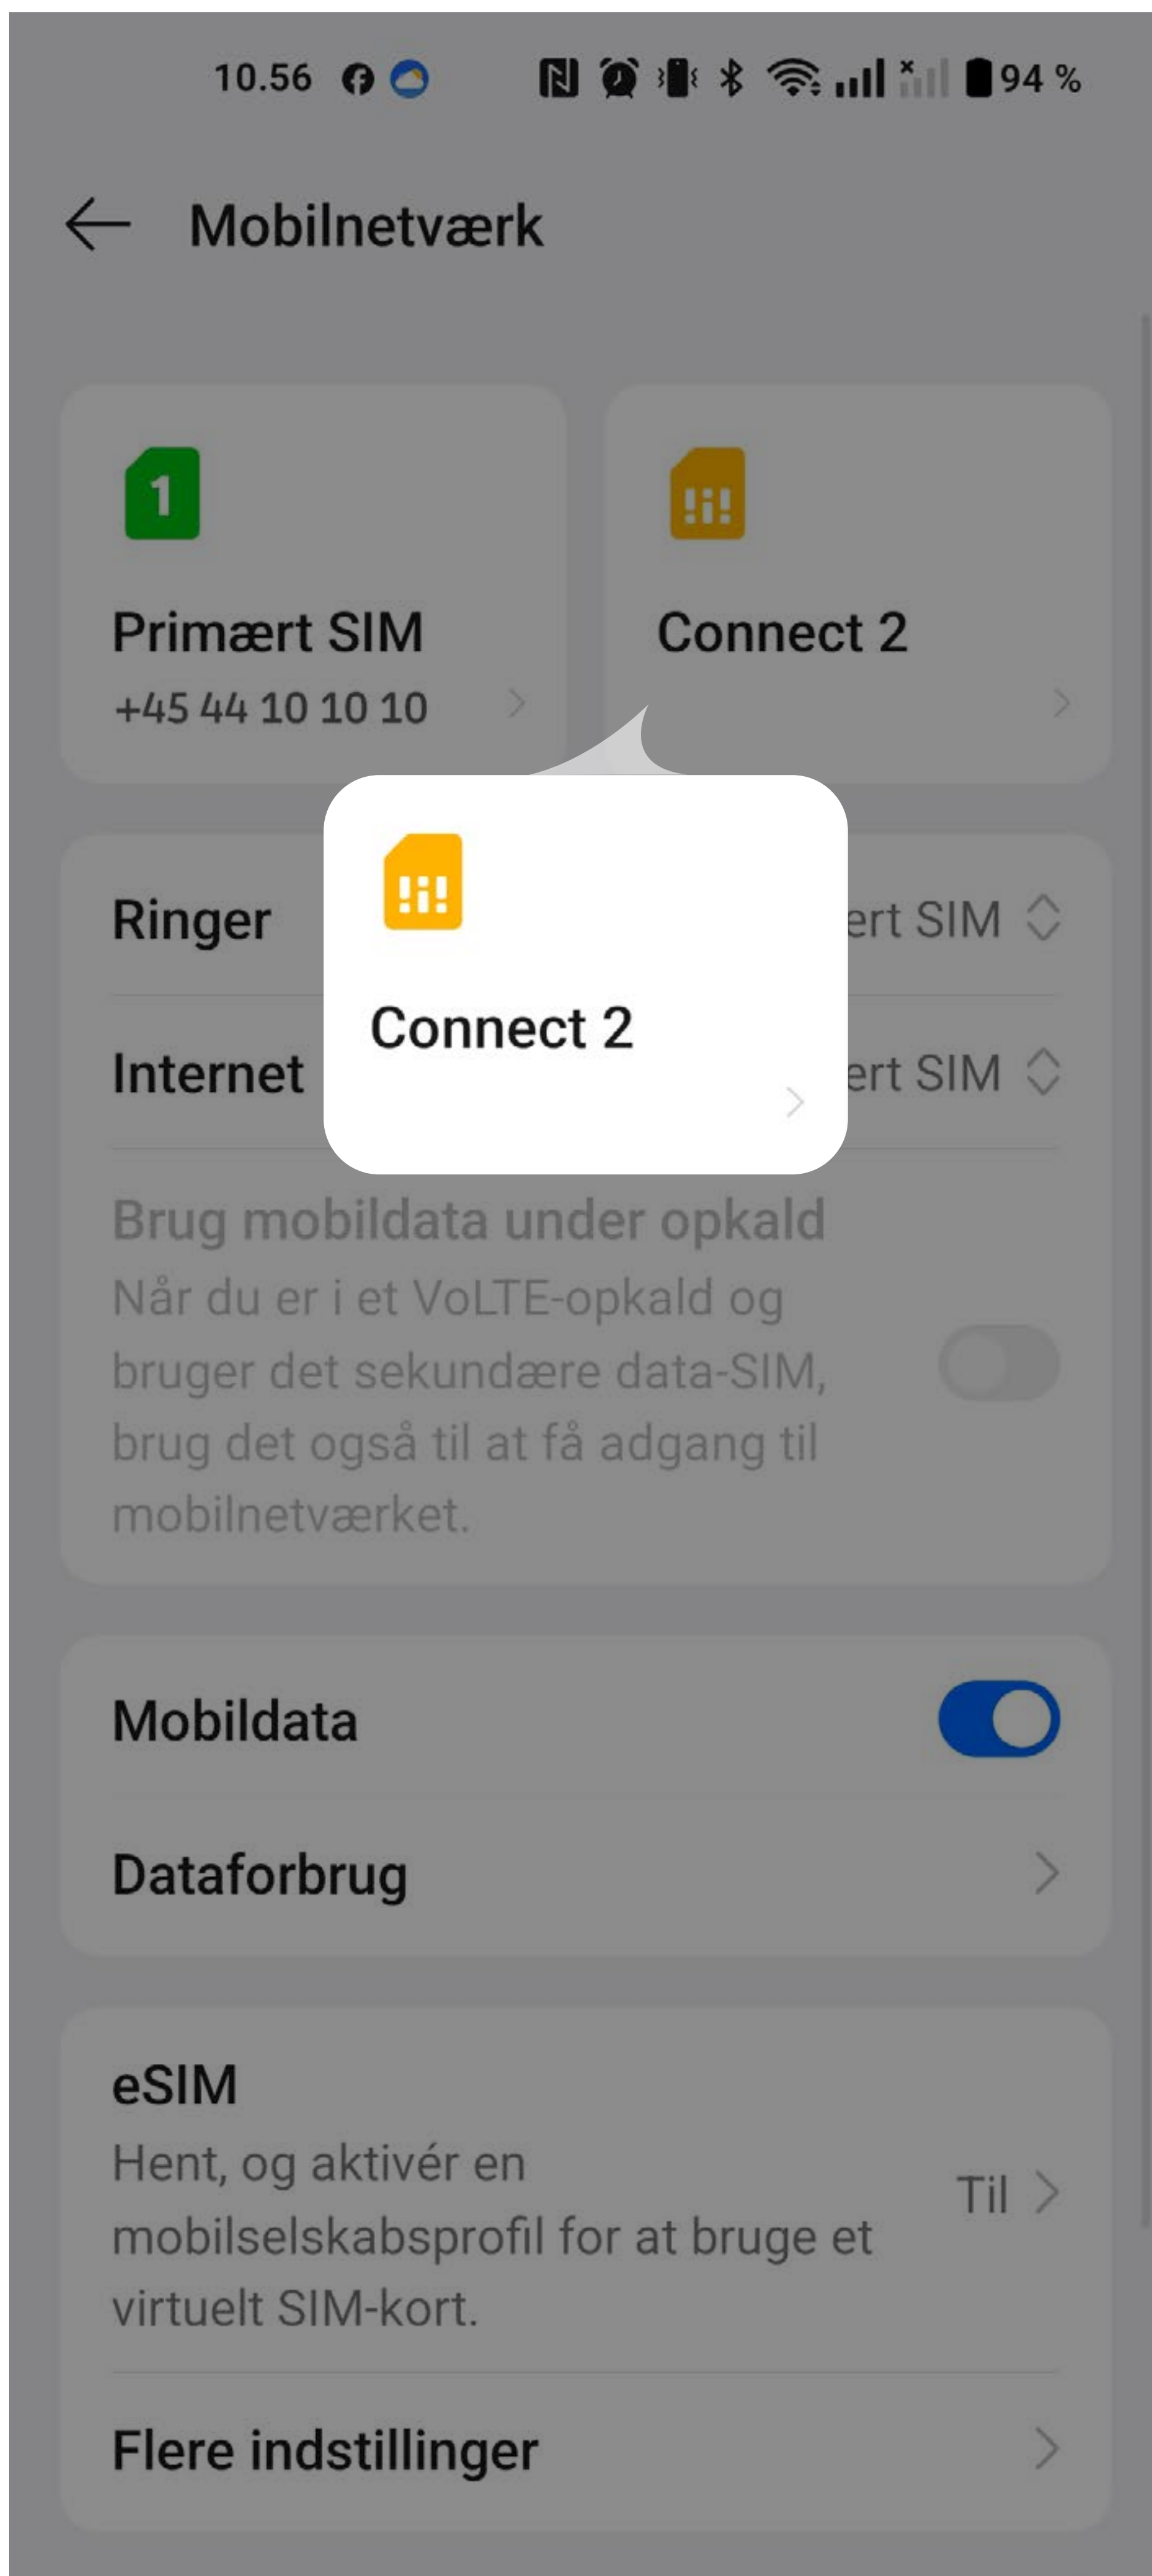 10.56 94 %
Mobilnetværk
1
Primært SIM
+45 44 10 10 10
Connect 2
Connect 2
Ringer ert SIM
Internet ert SIM
Brug mobildata under opkald
Når du er i et VoLTE-opkald og
bruger det sekundære data-SIM,
brug det også til at få adgang til
mobilnetværket.
Mobildata
Dataforbrug
eSIM
Hent, og aktivér en
mobilselskabsprofil for at bruge et
virtuelt SIM-kort.
Til
Flere indstillinger